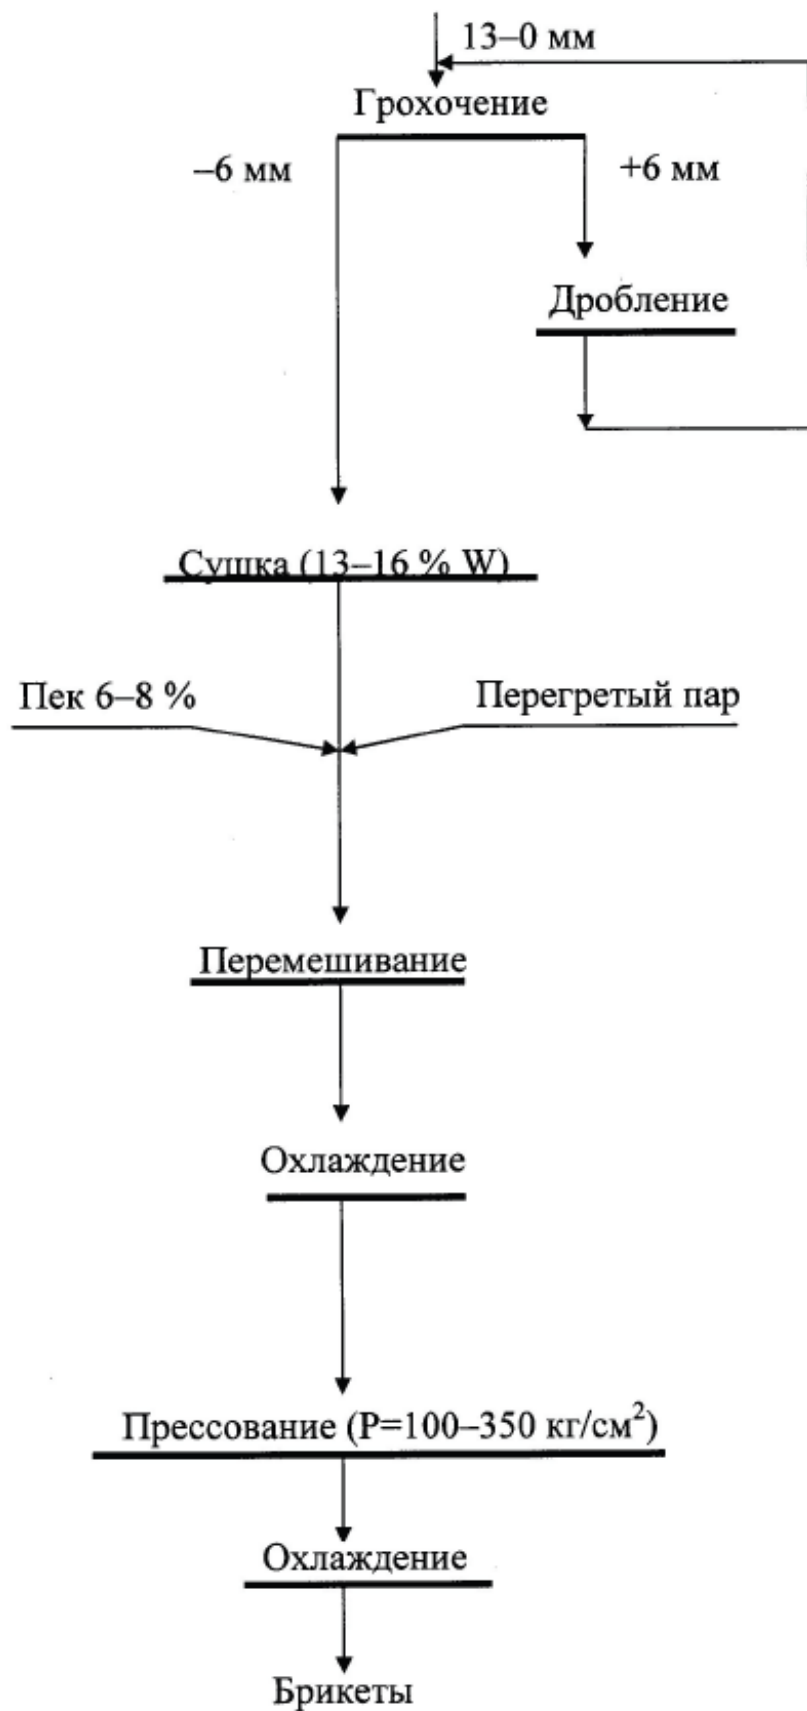 13–0 мм
Грохочение
–6 мм
+6 мм
Дробление
Сушка (13–16 % W)
Пек 6–8 %
Перегретый пар
Перемешивание
Охлаждение
Прессование (P=100–350 кг/см²)
Охлаждение
Брикеты